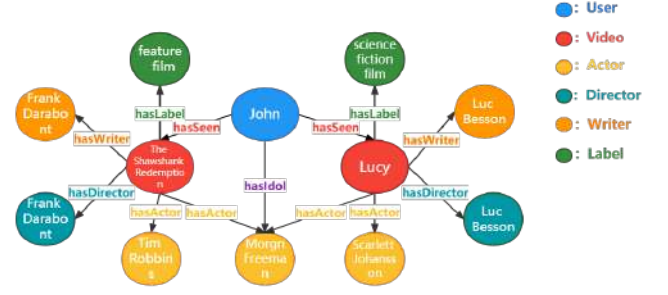 : User
: Video
: Actor
: Director
: Writer
: Label
feature
film
science
fiction
film
Frank
Darabo
nt
hasLabel
John
hasLabel
Luc
Besson
hasSeen
hasSeen
hasWriter
The
Shawshank
Redemptio
n
Lucy
hasWriter
hasDirector
hasIdol
hasDirector
Frank
Darabo
nt
hasActor
hasActor
hasActor
hasActor
Luc
Besson
Tim
Robbin
s
Morgn
Freema
n
Scarlett
Johanss
on